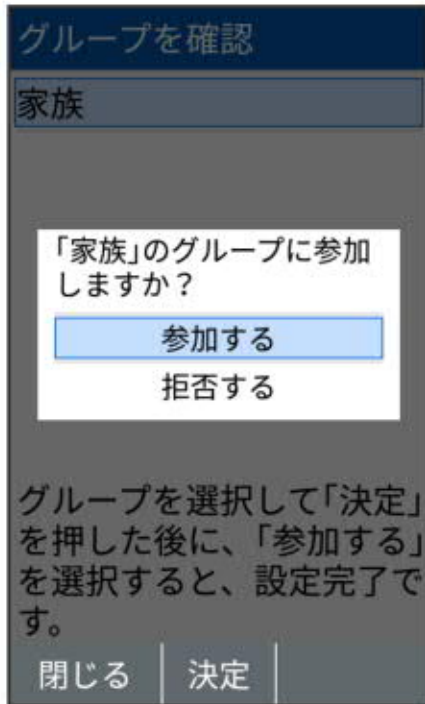 グループを確認
家族
「家族」のグループに参加
しますか？
参加する
拒否する
グループを選択して「決定」
を押した後に、「参加する」
を選択すると、設定完了で
す。
閉じる 決定